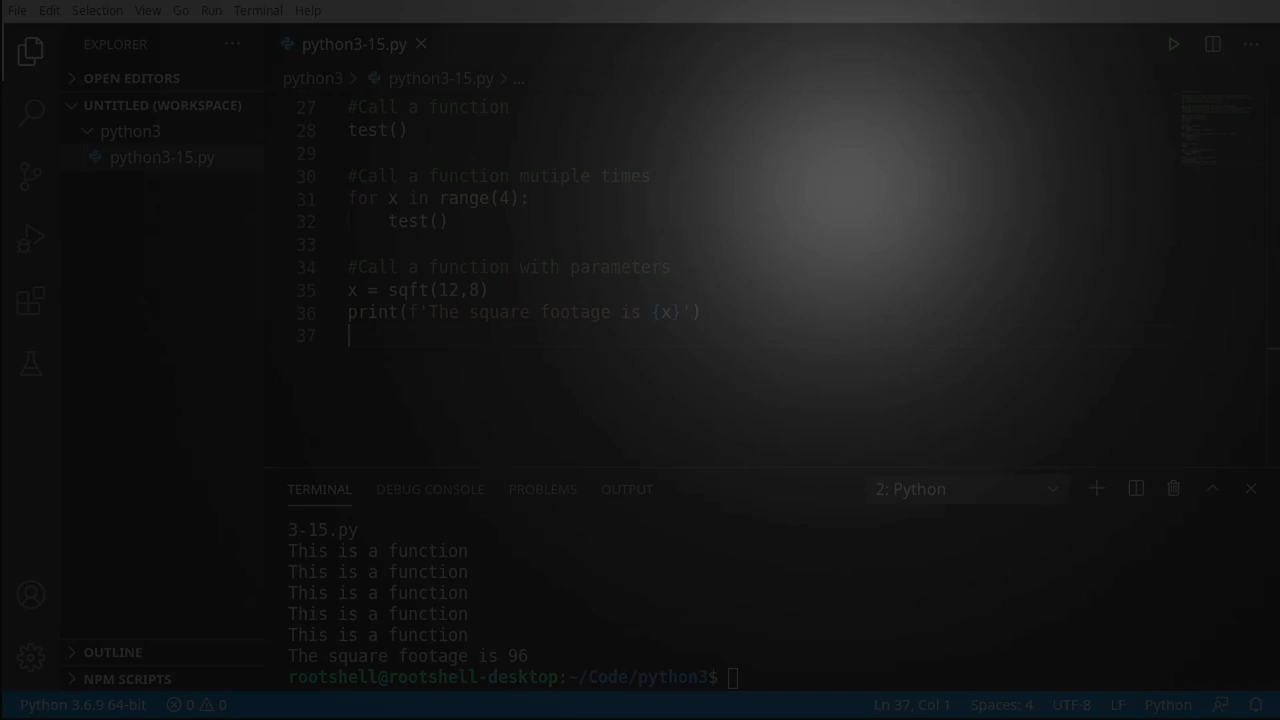 File Edit Selection View Go Run Terminal Help
EXPLORER ...
python3-15.py
OPEN EDITORS
python3 > python3-15.py > ...
UNTITLED (WORKSPACE)
python3
python3-15.py
27 #Call a function
28 test()
29
30 #Call a function mutiple times
31 for x in range(4):
32 test()
33
34 #Call a function with parameters
35 x = sqft(12,8)
36 print(f'The square footage is {x}')
37
TERMINAL DEBUG CONSOLE PROBLEMS OUTPUT 2: Python
3-15.py
This is a function
This is a function
This is a function
This is a function
This is a function
The square footage is 96
rootshell@rootshell-desktop:~/Code/python3$
OUTLINE
NPM SCRIPTS
Python 3.6.9 64-bit 0 0 Ln 37, Col 1 Spaces: 4 UTF-8 LF Python